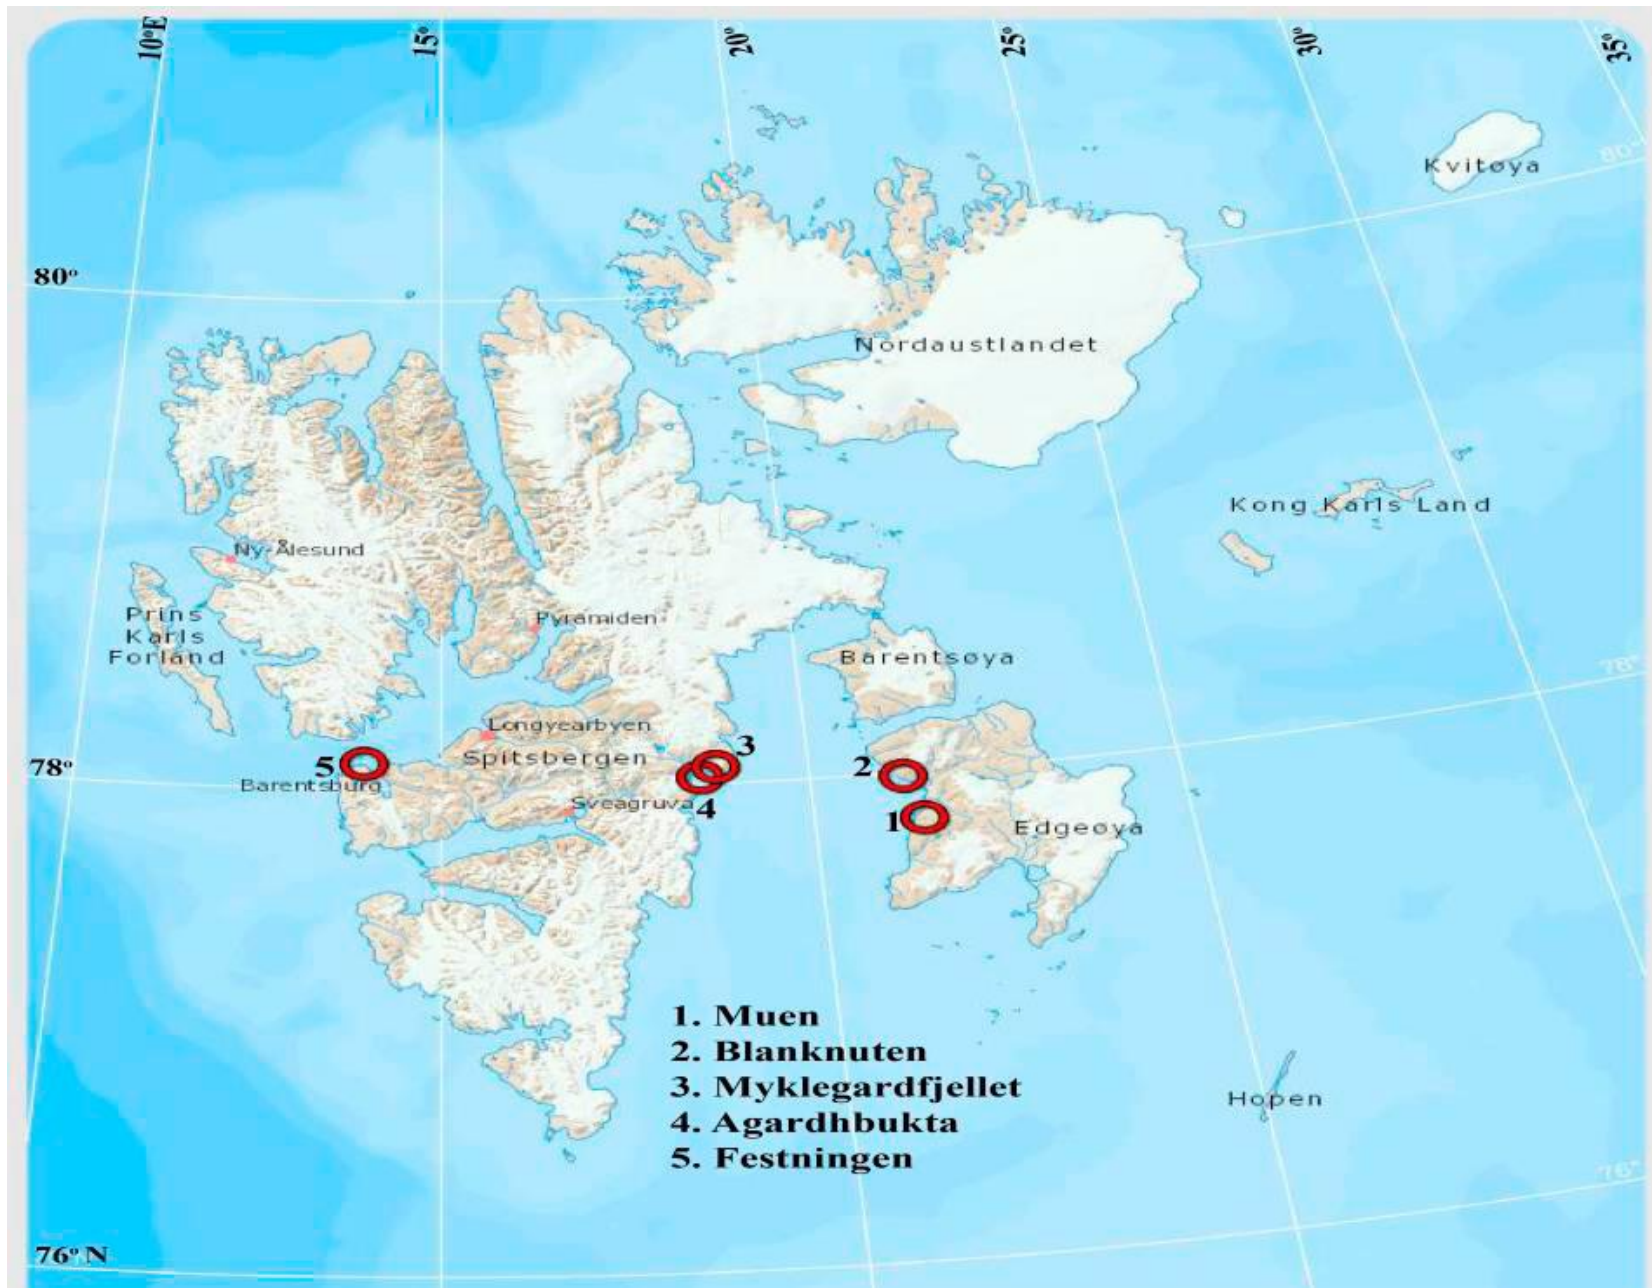 10°E
15°
20°
25°
30°
35°
Kvitøya
80°
80°
Nordaustlandet
Kong Karls Land
Ny-Ålesund
Prins
Karls
Forland
Pyramiden
Barentsøya
78°
Longyearbyen
Spitsbergen
3
5
78°
Barentsburg
2
Sveagruva
4
1
Edgeøya
1. Muen
2. Blanknuten
3. Myklegardfjellet
4. Agardhbukta
5. Festningen
Hopen
76°
76° N